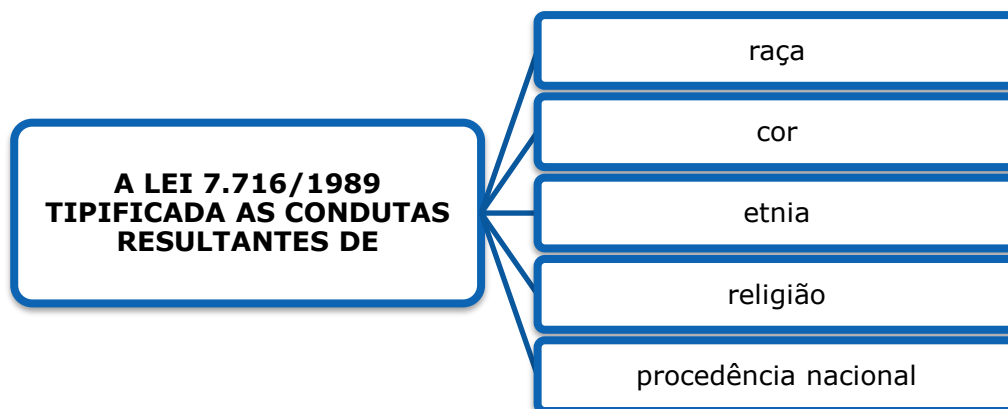 A LEI 7.716/1989
TIPIFICADA AS CONDUTAS
RESULTANTES DE
raça
cor
etnia
religião
procedência nacional